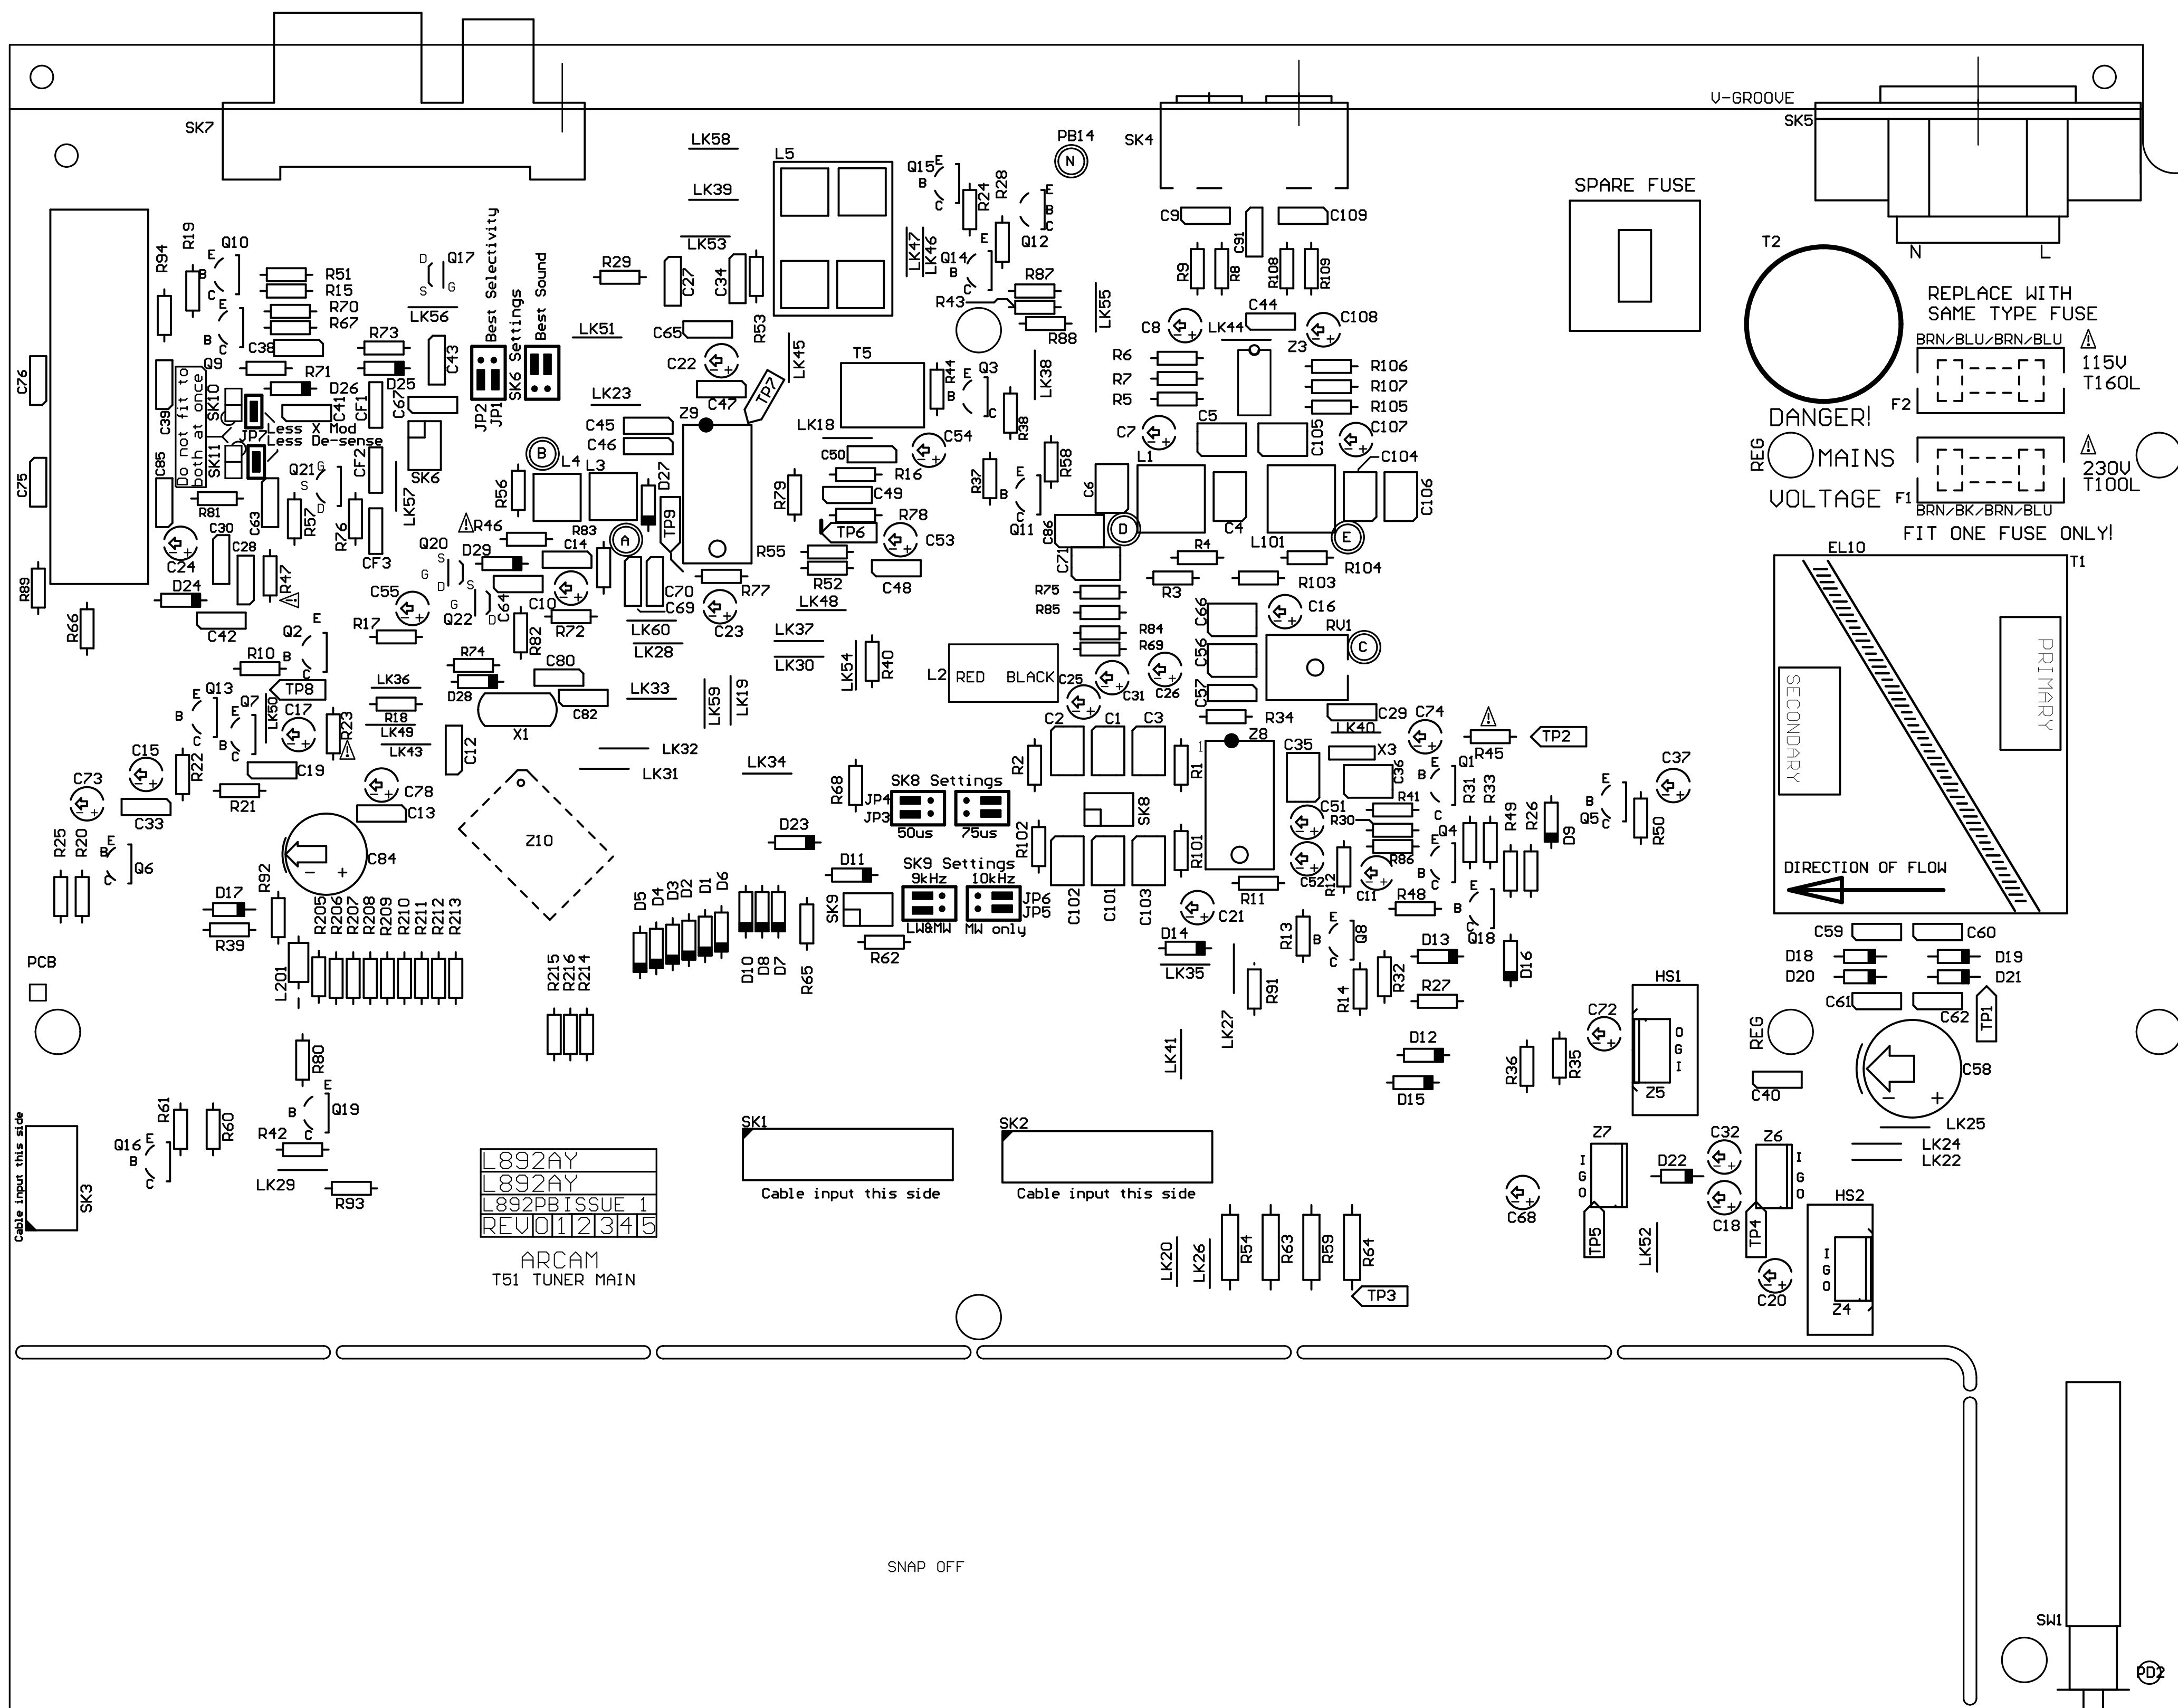 V-GROOVE
SK7
SK4
SK5
PB14
N
LK58
L5
LK39
LK53
SPARE FUSE
T2
N
L
REPLACE WITH
SAME TYPE FUSE
BRN/BLU/BRN/BLU
115V
T160L
F2
DANGER!
REG
MAINS
VOLTAGE
F1
230V
T100L
BRN/BK/BRN/BLU
FIT ONE FUSE ONLY!
R94
R19
Q10
E
B
C
R51
R15
R70
R67
Q17
D
S
G
LK56
Best Selectivity
SK6 Settings
Best Sound
JP2
JP1
R29
C27
C34
R53
C65
LK51
C22
LK45
LK47
LK46
Q15
E
B
C
R24
R28
Q12
E
B
C
Q14
E
B
C
R87
R43
R88
LK55
C9
C91
C109
R9
R8
R108
R109
C44
C8
LK44
C108
Z3
R6
R7
R5
R106
R107
R105
C7
C5
C105
C107
C104
C76
C75
C39
C85
Q9
E
B
C
C38
R71
D26
R73
D25
C43
C67
C41
CF1
CF2
CF3
Do not fit to
both at once
SK10
SK11
JP7
Less X Mod
Less De-sense
SK6
Q21
G
S
D
R81
C30
C63
R57
R76
LK57
C24
C28
R47
D24
C42
R89
R66
LK23
C45
C46
C47
Z9
TP7
B
L4
L3
D27
R56
TP9
R46
R83
A
R55
C14
Q20
S
G
D
D29
Q22
S
G
D
C64
C10
R72
R82
C55
R17
C70
C69
R77
C23
LK60
LK28
T5
LK18
C50
R16
C49
R79
R78
TP6
C54
C53
R52
C48
LK48
LK37
LK30
LK54
R40
R44
Q3
E
C
R38
LK38
R58
R37
Q11
E
B
C
C86
C6
L1
C4
L101
C106
D
E
C71
R4
R3
R103
R104
R75
R85
R84
R69
C66
C16
RV1
C
C56
C57
R34
L2
RED
BLACK
C25
C31
C26
C2
C1
C3
Z8
1
C29
LK40
C74
X3
R45
TP2
C35
C36
EL10
T1
PRIMARY
SECONDARY
DIRECTION OF FLOW
Q2
E
B
C
R10
TP8
Q13
E
B
C
Q7
E
C
LK50
C17
R23
LK36
R18
LK49
LK43
C12
R74
D28
C80
C82
X1
LK33
LK59
LK19
LK32
LK31
LK34
C15
R22
C19
R21
C73
C33
C78
C13
C84
R25
R20
Q6
E
B
C
D17
R39
R92
L201
R205
R206
R207
R208
R209
R210
R211
R212
R213
Z10
R215
R216
R214
D5
D4
D3
D2
D1
D6
D10
D8
D7
R65
D23
D11
R68
SK8 Settings
JP4
JP3
50us
75us
SK9 Settings
9kHz
10kHz
SK9
LW&MW
MW only
JP6
JP5
R62
R2
R102
SK8
R1
R101
C102
C101
C103
C51
R30
R41
R86
C52
R12
C11
R48
R11
C21
Q1
E
B
C
R31
R33
Q4
E
B
C
R49
R26
D9
Q5
E
B
C
R50
C37
Q18
E
B
C
D14
LK35
R13
Q8
E
B
C
D13
D16
R27
R32
R14
R91
LK27
LK41
D12
D15
R36
R35
C72
HS1
O
G
I
Z5
C59
C60
D18
D19
D20
D21
C61
C62
TP1
REG
C58
C40
LK25
LK24
LK22
PCB
R80
Q19
E
B
C
R61
R60
Q16
E
B
C
R42
LK29
R93
SK3
Cable input this side
L892AY
L892AY
L892PB ISSUE 1
REV 0 1 2 3 4 5
ARCAM
T51 TUNER MAIN
SK1
Cable input this side
SK2
Cable input this side
LK20
LK26
R54
R63
R59
R64
TP3
C68
Z7
I
G
O
TP5
D22
LK52
C32
C18
Z6
I
G
O
TP4
C20
HS2
I
G
O
Z4
SNAP OFF
SW1
PD2